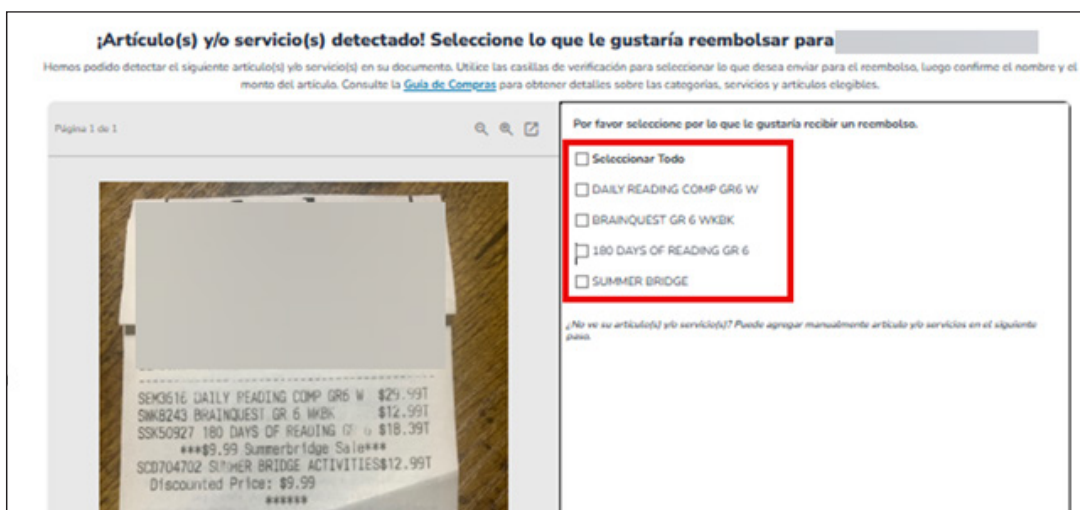 ¡Artículo(s) y/o servicio(s) detectado! Seleccione lo que le gustaría reembolsar para
Hemos podido detectar el siguiente artículo(s) y/o servicio(s) en su documento. Utilice las casillas de verificación para seleccionar lo que desea enviar para el reembolso, luego confirme el nombre y el
monto del artículo. Consulte la Guía de Compras para obtener detalles sobre las categorías, servicios y artículos elegibles.
Página 1 de 1
SEM3616 DAILY READING COMP GR6 W $29.99T
SWK8243 BRAINQUEST GR 6 WKBK $12.99T
SSK50927 180 DAYS OF READING $18.39T
***$9.99 Summerbridge Sale***
SCD704702 SUMMER BRIDGE ACTIVITIES$12.99T
Discounted Price: $9.99
******
Por favor seleccione por lo que le gustaría recibir un reembolso.
Seleccionar Todo
DAILY READING COMP GR6 W
BRAINQUEST GR 6 WKBK
180 DAYS OF READING GR 6
SUMMER BRIDGE
¿No ve su artículo(s) y/o servicio(s)? Puede agregar manualmente artículo y/o servicios en el siguiente
paso.